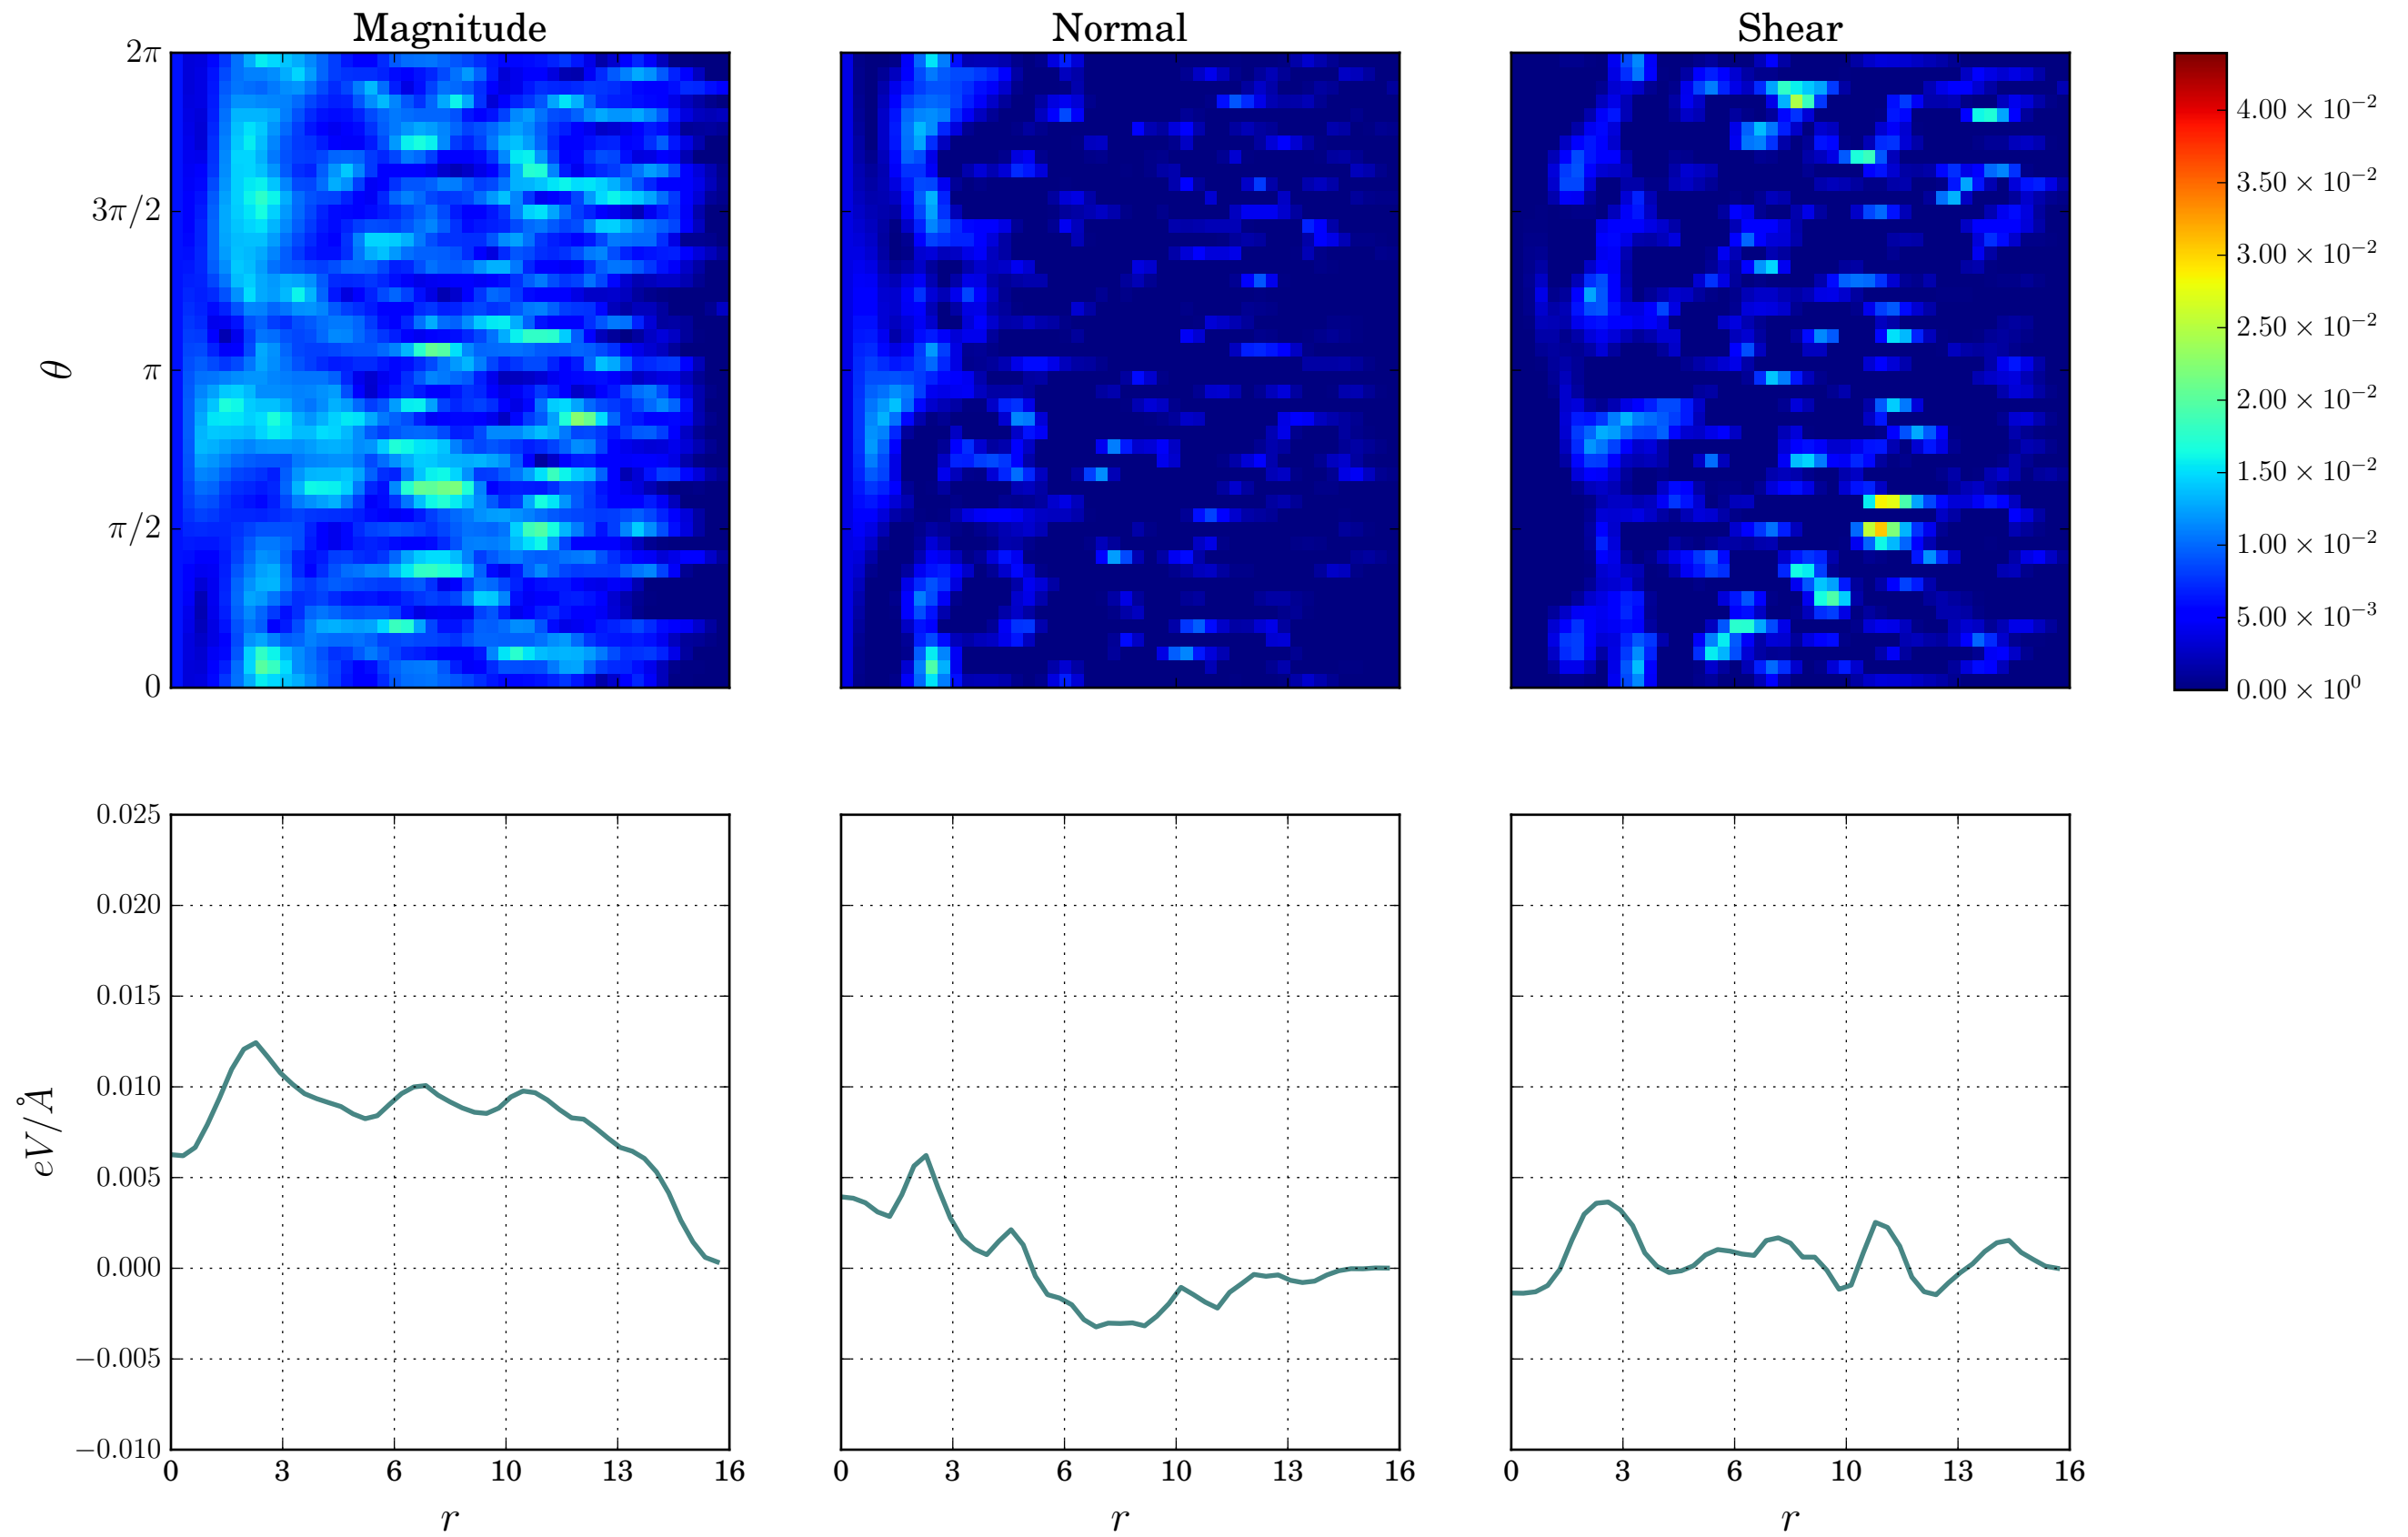 Magnitude Normal Shear
2π
3π/2
π
π/2
0
θ
4.00 × 10⁻²
3.50 × 10⁻²
3.00 × 10⁻²
2.50 × 10⁻²
2.00 × 10⁻²
1.50 × 10⁻²
1.00 × 10⁻²
5.00 × 10⁻³
0.00 × 10⁰
0.025
0.020
0.015
0.010
0.005
0.000
−0.005
−0.010
eV/Å
0 3 6 10 13 16
0 3 6 10 13 16
0 3 6 10 13 16
r r r